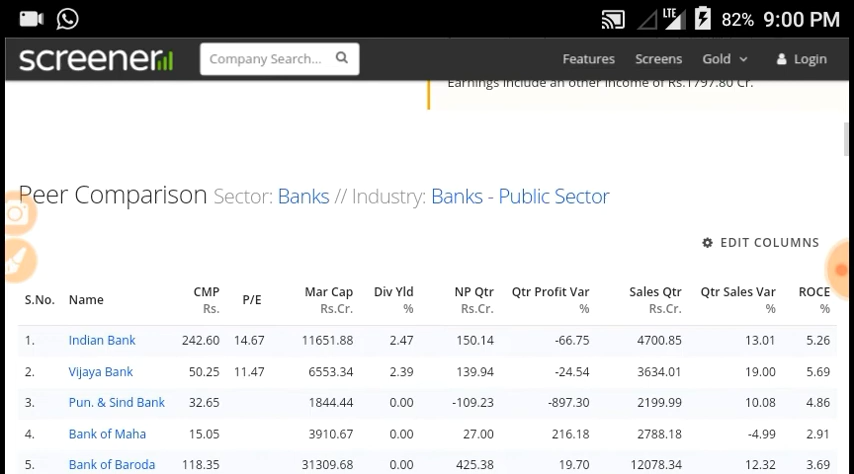 LTE 82% 9:00 PM
screener Company Search... Features Screens Gold Login
Earnings include an other income of Rs.1797.80 Cr.
Peer Comparison Sector: Banks // Industry: Banks - Public Sector
EDIT COLUMNS
S.No. Name CMP Rs. P/E Mar Cap Rs.Cr. Div Yld % NP Qtr Rs.Cr. Qtr Profit Var % Sales Qtr Rs.Cr. Qtr Sales Var % ROCE %
1. Indian Bank 242.60 14.67 11651.88 2.47 150.14 -66.75 4700.85 13.01 5.26
2. Vijaya Bank 50.25 11.47 6553.34 2.39 139.94 -24.54 3634.01 19.00 5.69
3. Pun. & Sind Bank 32.65 1844.44 0.00 -109.23 -897.30 2199.99 10.08 4.86
4. Bank of Maha 15.05 3910.67 0.00 27.00 216.18 2788.18 -4.99 2.91
5. Bank of Baroda 118.35 31309.68 0.00 425.38 19.70 12078.34 12.32 3.69